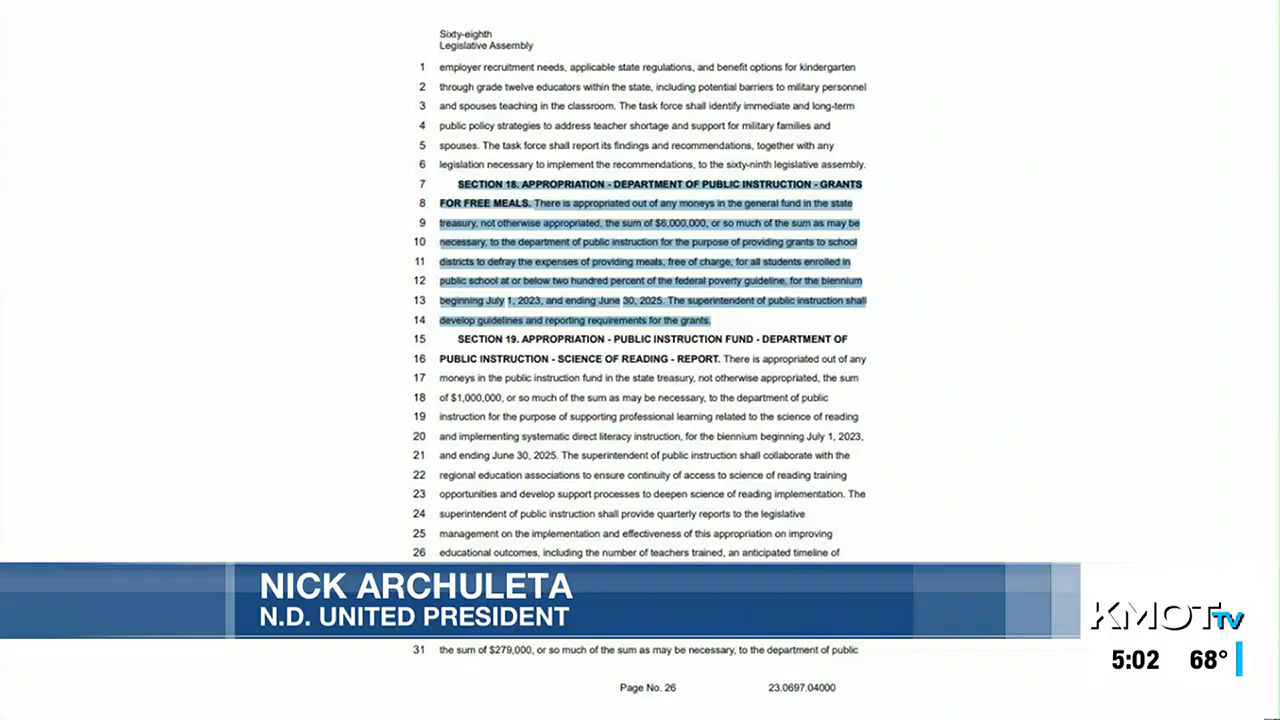 Sixty-eighth
Legislative Assembly
1 employer recruitment needs, applicable state regulations, and benefit options for kindergarten
2 through grade twelve educators within the state, including potential barriers to military personnel
3 and spouses teaching in the classroom. The task force shall identify immediate and long-term
4 public policy strategies to address teacher shortage and support for military families and
5 spouses. The task force shall report its findings and recommendations, together with any
6 legislation necessary to implement the recommendations, to the sixty-ninth legislative assembly.
7 SECTION 18. APPROPRIATION - DEPARTMENT OF PUBLIC INSTRUCTION - GRANTS
8 FOR FREE MEALS. There is appropriated out of any moneys in the general fund in the state
9 treasury, not otherwise appropriated, the sum of $6,000,000, or so much of the sum as may be
10 necessary, to the department of public instruction for the purpose of providing grants to school
11 districts to defray the expenses of providing meals, free of charge, for all students enrolled in
12 public school at or below two hundred percent of the federal poverty guideline, for the biennium
13 beginning July 1, 2023, and ending June 30, 2025. The superintendent of public instruction shall
14 develop guidelines and reporting requirements for the grants.
15 SECTION 19. APPROPRIATION - PUBLIC INSTRUCTION FUND - DEPARTMENT OF
16 PUBLIC INSTRUCTION - SCIENCE OF READING - REPORT. There is appropriated out of any
17 moneys in the public instruction fund in the state treasury, not otherwise appropriated, the sum
18 of $1,000,000, or so much of the sum as may be necessary, to the department of public
19 instruction for the purpose of supporting professional learning related to the science of reading
20 and implementing systematic direct literacy instruction, for the biennium beginning July 1, 2023,
21 and ending June 30, 2025. The superintendent of public instruction shall collaborate with the
22 regional education associations to ensure continuity of access to science of reading training
23 opportunities and develop support processes to deepen science of reading implementation. The
24 superintendent of public instruction shall provide quarterly reports to the legislative
25 management on the implementation and effectiveness of this appropriation on improving
26 educational outcomes, including the number of teachers trained, an anticipated timeline of
NICK ARCHULETA
N.D. UNITED PRESIDENT
KMOT TV
5:02 68°
31 the sum of $279,000, or so much of the sum as may be necessary, to the department of public
Page No. 26 23.0697.04000